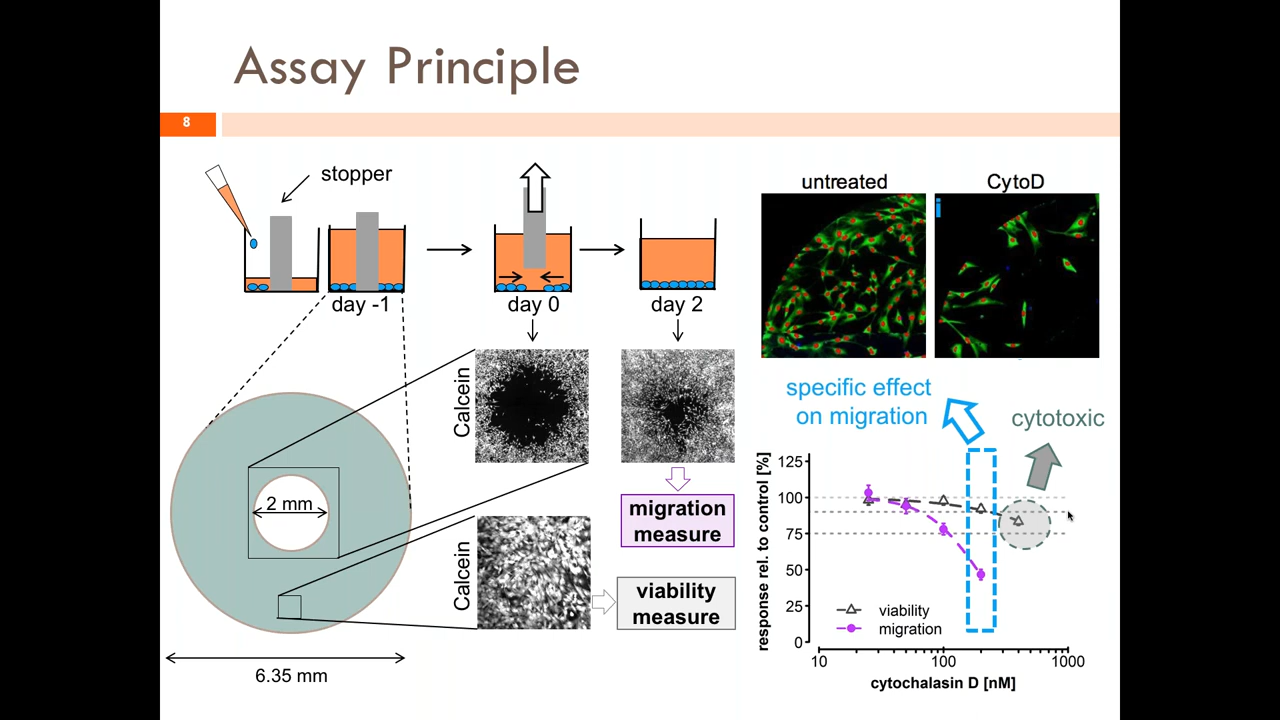 Assay Principle
8
stopper
day -1
day 0
day 2
Calcein
2 mm
6.35 mm
Calcein
migration
measure
viability
measure
untreated
CytoD
i
specific effect
on migration
cytotoxic
response rel. to control [%]
125
100
75
50
25
0
viability
migration
10
100
1000
cytochalasin D [nM]